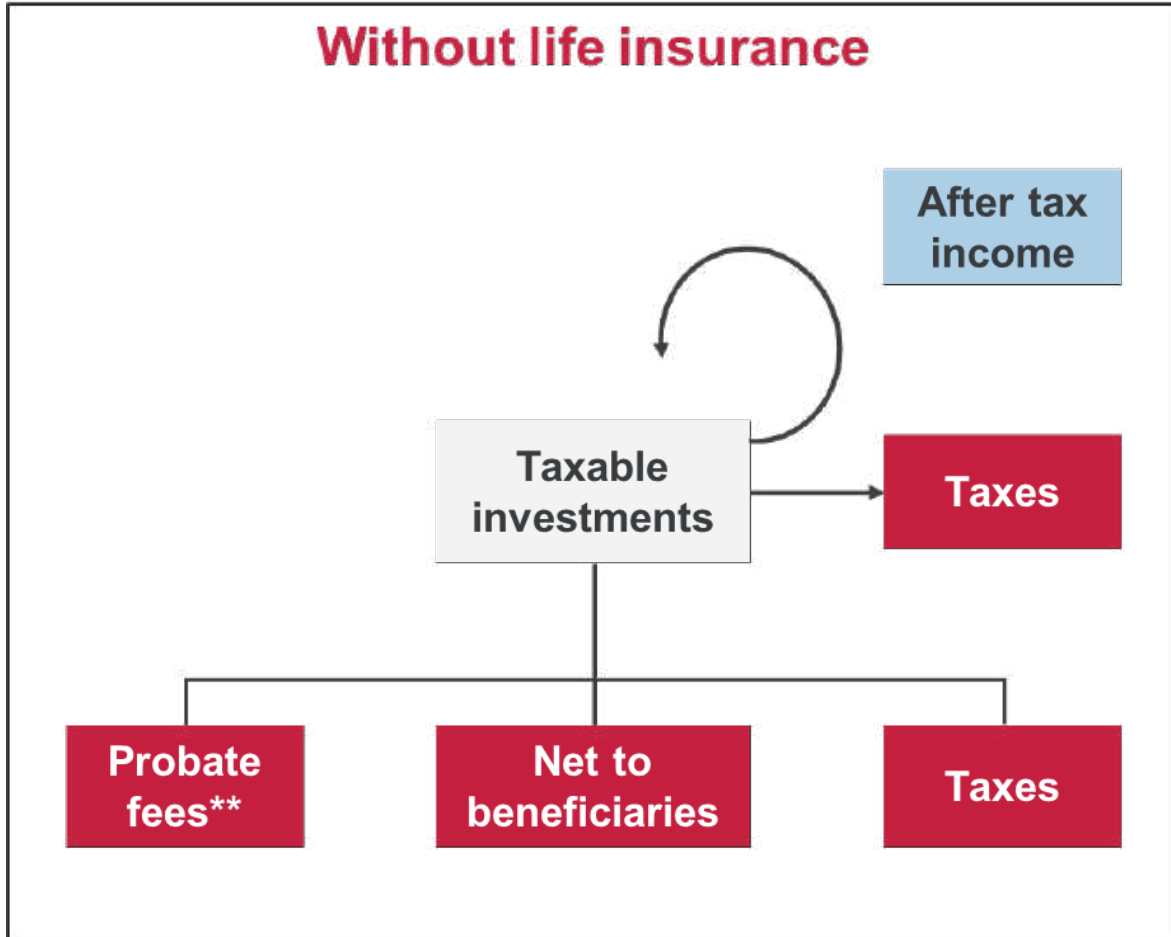 Without life insurance
After tax
income
Taxable
investments
Taxes
Probate
fees**
Net to
beneficiaries
Taxes